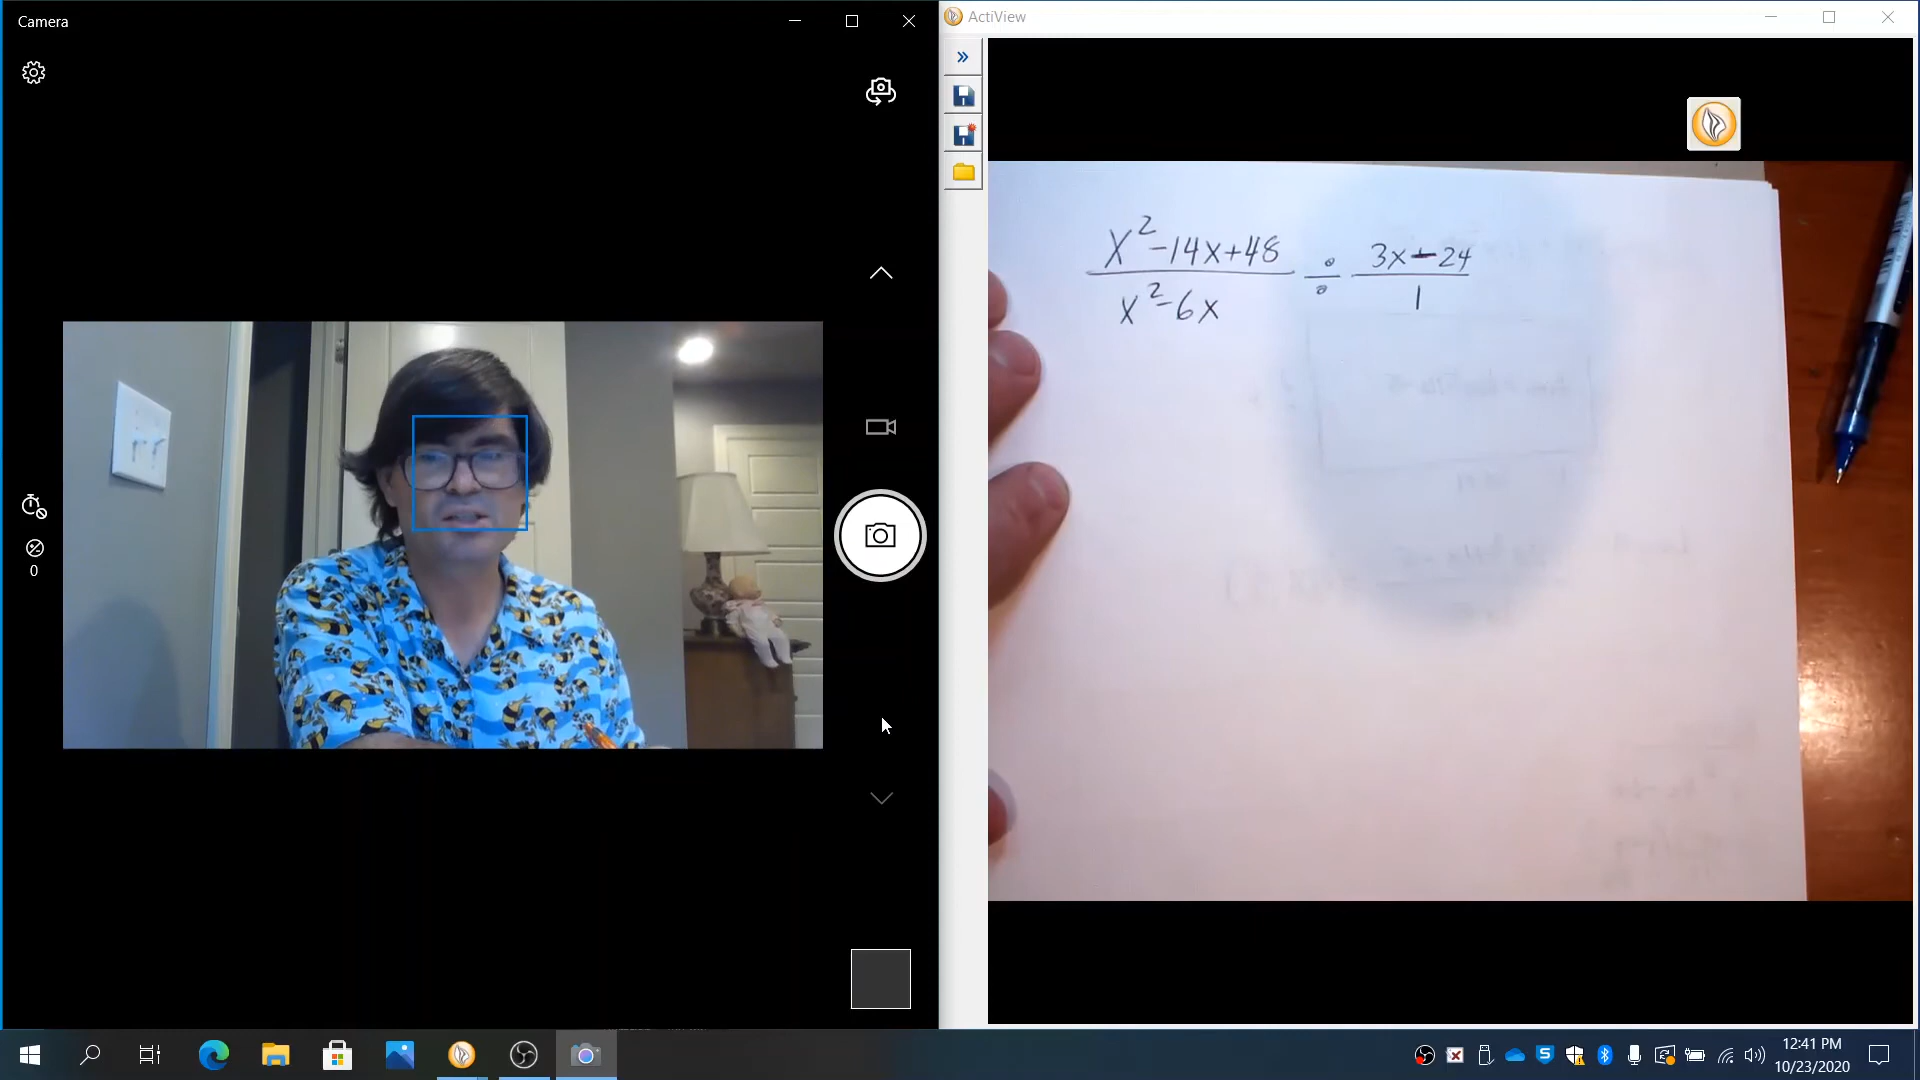 Camera
ActiView
»
x² - 14x + 48 ÷ 3x - 24
x² - 6x 1
0
S
12:41 PM
10/23/2020